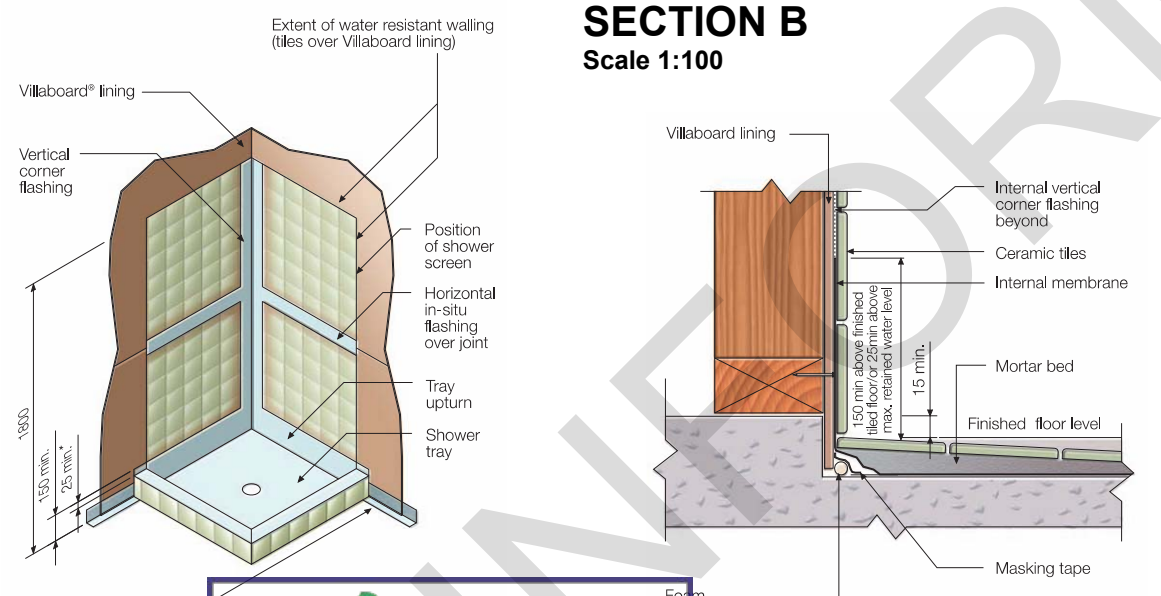 Extent of water resistant walling
(tiles over Villaboard lining)
SECTION B
Scale 1:100
Villaboard® lining
Vertical
corner
flashing
Position
of shower
screen
Horizontal
in-situ
flashing
over joint
Tray
upturn
Shower
tray
1800
150 min.
25 min.*
Villaboard lining
Internal vertical
corner flashing
beyond
Ceramic tiles
Internal membrane
150 min above finished
tiled floor/or 25min above
max. retained water level
15 min.
Mortar bed
Finished floor level
Masking tape
Foam
INFOR